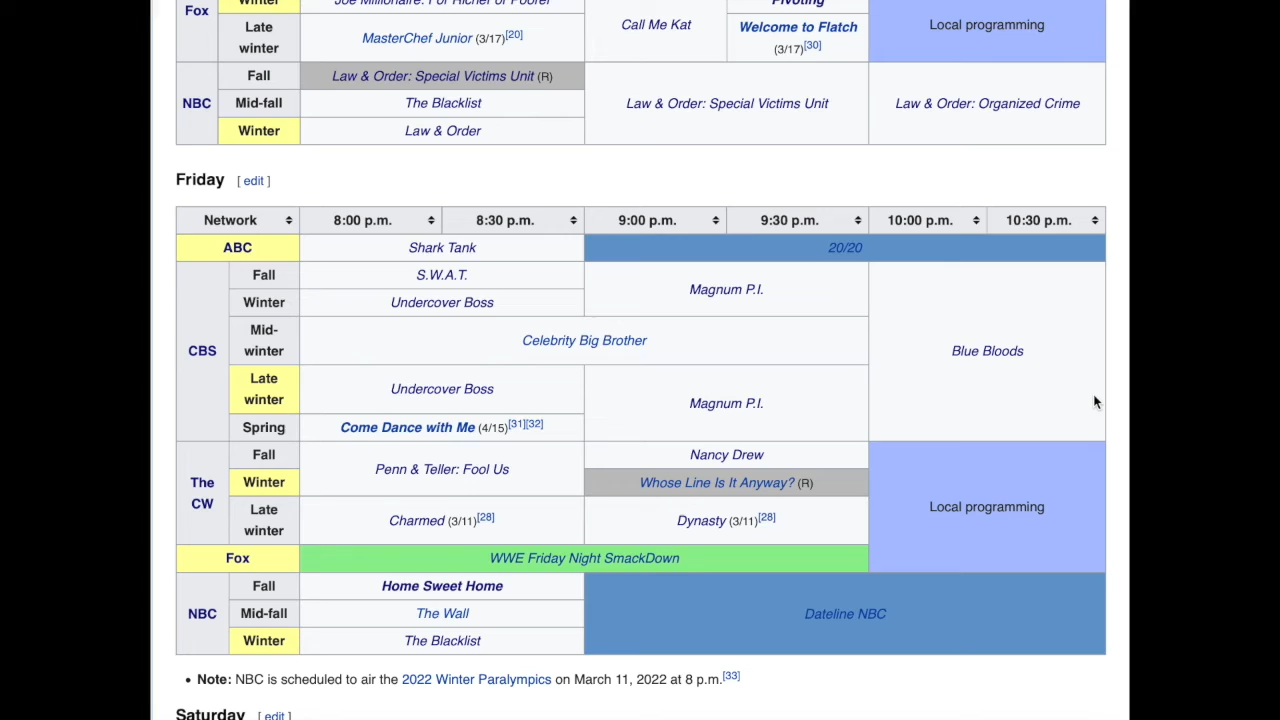 Fox
Winter
Joe Millionaire: For Richer or Poorer
Pivoting
Late winter
MasterChef Junior (3/17)[20]
Call Me Kat
Welcome to Flatch (3/17)[30]
Local programming
NBC
Fall
Law & Order: Special Victims Unit (R)
Mid-fall
The Blacklist
Law & Order: Special Victims Unit
Law & Order: Organized Crime
Winter
Law & Order
Friday [ edit ]
Network 8:00 p.m. 8:30 p.m. 9:00 p.m. 9:30 p.m. 10:00 p.m. 10:30 p.m.
ABC
Shark Tank
20/20
CBS
Fall
S.W.A.T.
Magnum P.I.
Blue Bloods
Winter
Undercover Boss
Mid-
winter
Celebrity Big Brother
Late
winter
Undercover Boss
Magnum P.I.
Spring
Come Dance with Me (4/15)[31][32]
The
CW
Fall
Penn & Teller: Fool Us
Nancy Drew
Local programming
Winter
Whose Line Is It Anyway? (R)
Late
winter
Charmed (3/11)[28]
Dynasty (3/11)[28]
Fox
WWE Friday Night SmackDown
NBC
Fall
Home Sweet Home
Dateline NBC
Mid-fall
The Wall
Winter
The Blacklist
• Note: NBC is scheduled to air the 2022 Winter Paralympics on March 11, 2022 at 8 p.m.[33]
Saturday [ edit ]